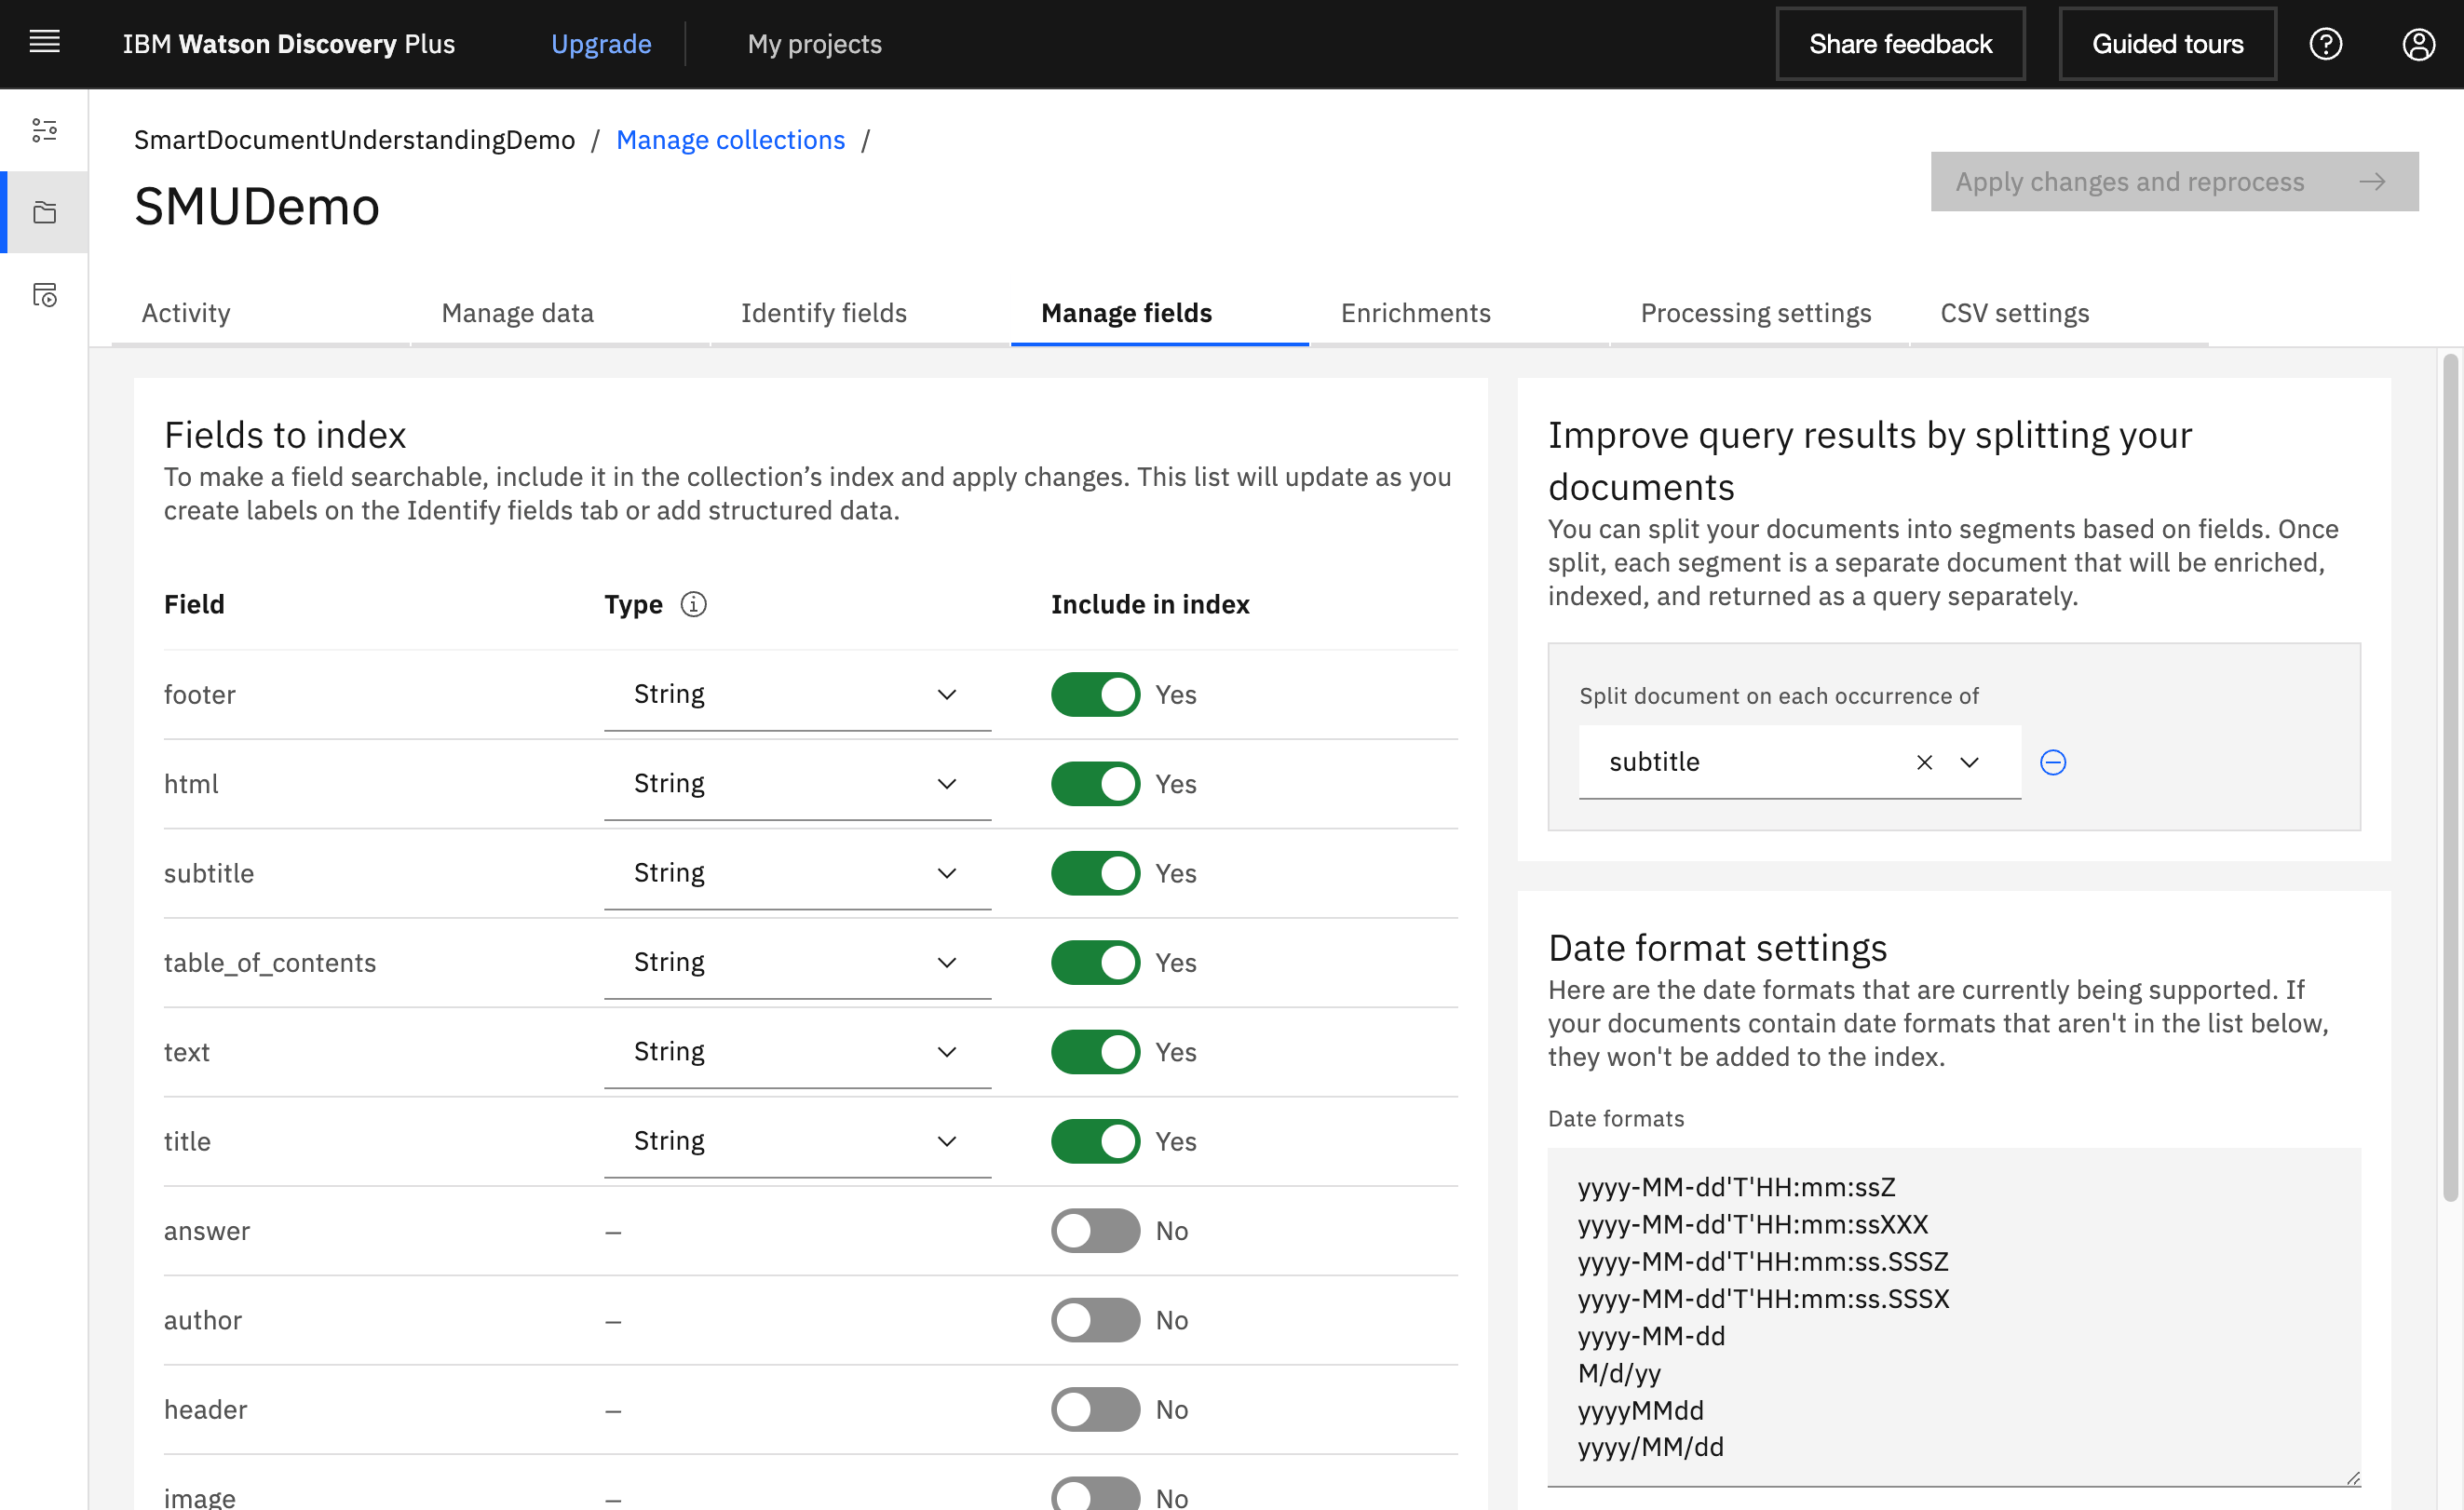 IBM Watson Discovery Plus
Upgrade
My projects
Share feedback
Guided tours
SmartDocumentUnderstandingDemo / Manage collections /
SMUDemo
Apply changes and reprocess
Activity
Manage data
Identify fields
Manage fields
Enrichments
Processing settings
CSV settings
Fields to index
To make a field searchable, include it in the collection’s index and apply changes. This list will update as you
create labels on the Identify fields tab or add structured data.
Field Type Include in index
footer String Yes
html String Yes
subtitle String Yes
table_of_contents String Yes
text String Yes
title String Yes
answer – No
author – No
header – No
image – No
Improve query results by splitting your
documents
You can split your documents into segments based on fields. Once
split, each segment is a separate document that will be enriched,
indexed, and returned as a query separately.
Split document on each occurrence of
subtitle
Date format settings
Here are the date formats that are currently being supported. If
your documents contain date formats that aren't in the list below,
they won't be added to the index.
Date formats
yyyy-MM-dd'T'HH:mm:ssZ
yyyy-MM-dd'T'HH:mm:ssXXX
yyyy-MM-dd'T'HH:mm:ss.SSSZ
yyyy-MM-dd'T'HH:mm:ss.SSSX
yyyy-MM-dd
M/d/yy
yyyyMMdd
yyyy/MM/dd